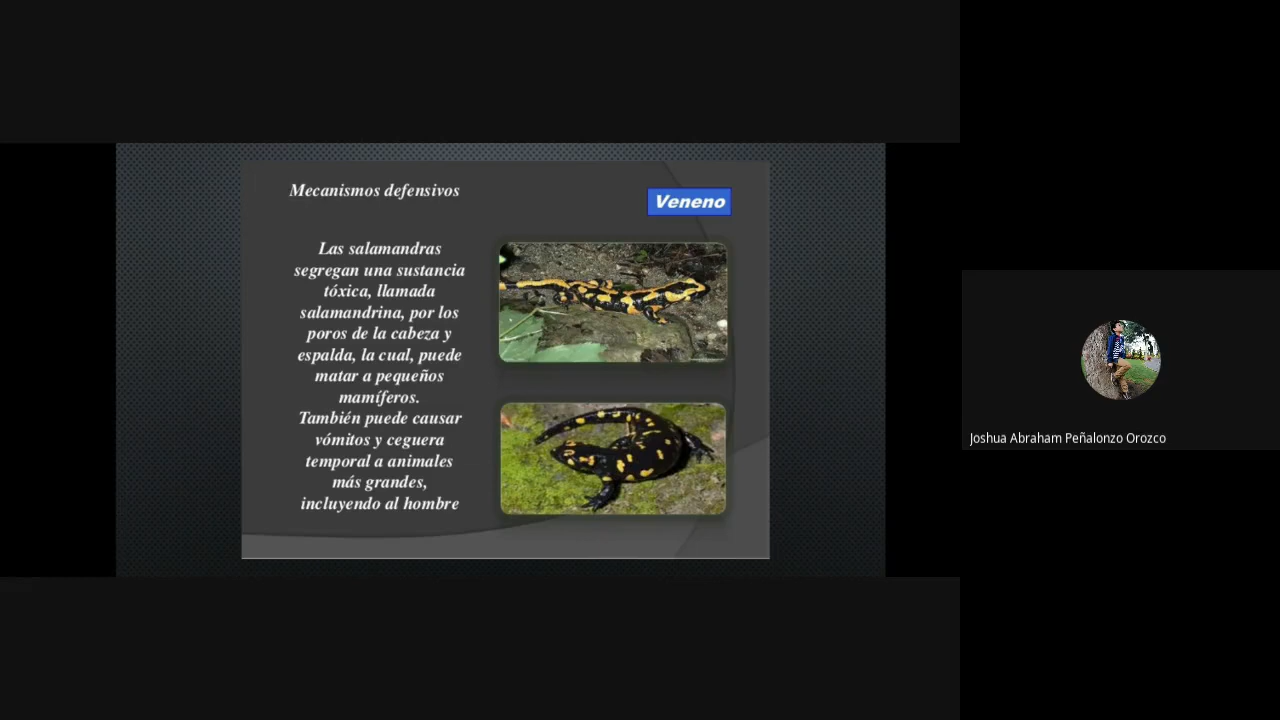 Mecanismos defensivos
Veneno
Las salamandras
segregan una sustancia
tóxica, llamada
salamandrina, por los
poros de la cabeza y
espalda, la cual, puede
matar a pequeños
mamíferos.
También puede causar
vómitos y ceguera
temporal a animales
más grandes,
incluyendo al hombre
Joshua Abraham Peñalonzo Orozco